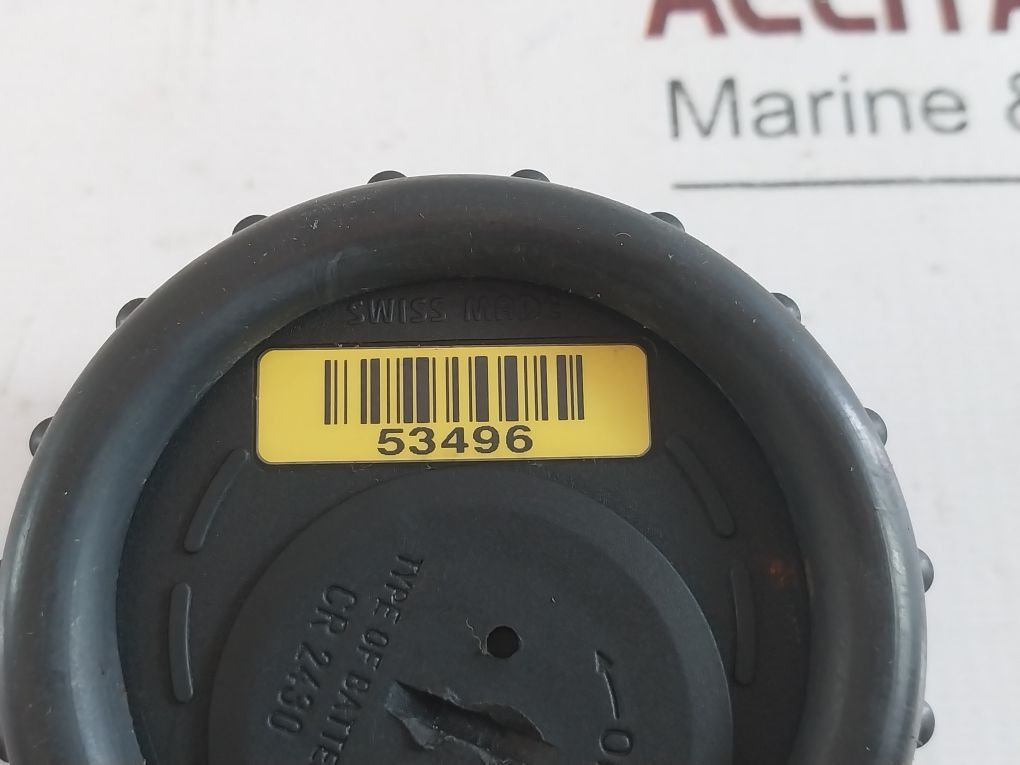 Marine &
SWISS MADE
53496
TYPE OF BATTE
CR 2430